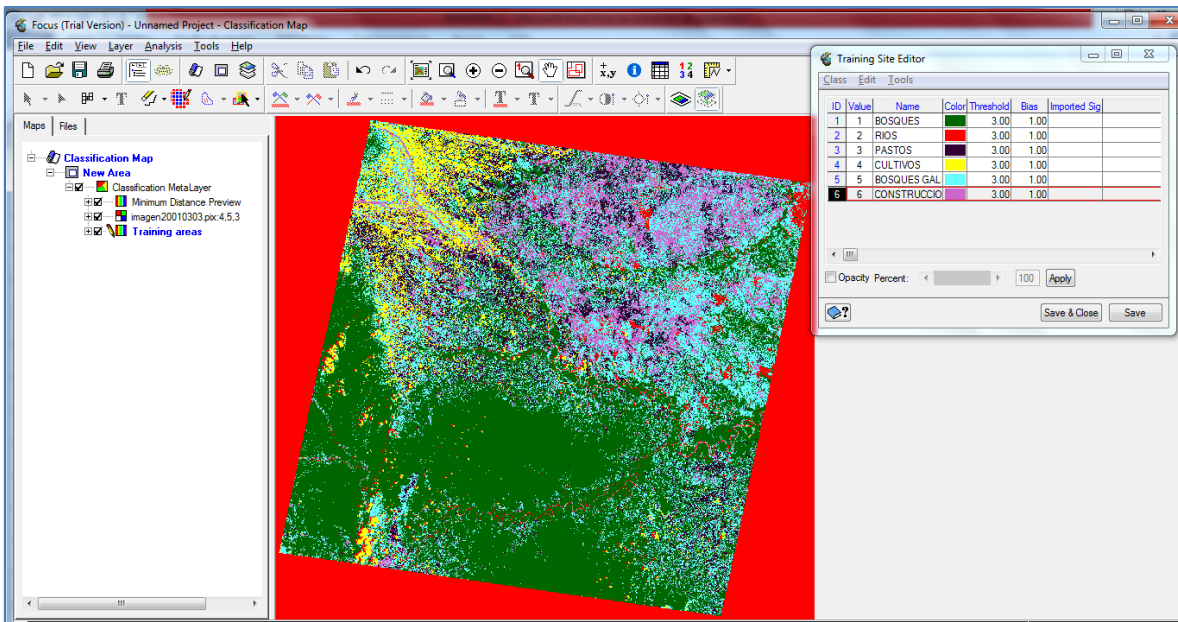 Focus (Trial Version) - Unnamed Project - Classification Map
File Edit View Layer Analysis Tools Help
Maps Files
Classification Map
New Area
Classification MetaLayer
Minimum Distance Preview
imagen20010303.pix:4,5,3
Training areas
Training Site Editor
Class Edit Tools
ID Value Name Color Threshold Bias Imported Sig
1 1 BOSQUES 3.00 1.00
2 2 RIOS 3.00 1.00
3 3 PASTOS 3.00 1.00
4 4 CULTIVOS 3.00 1.00
5 5 BOSQUES GAL 3.00 1.00
6 6 CONSTRUCCIO 3.00 1.00
Opacity Percent: 100 Apply
Save & Close Save